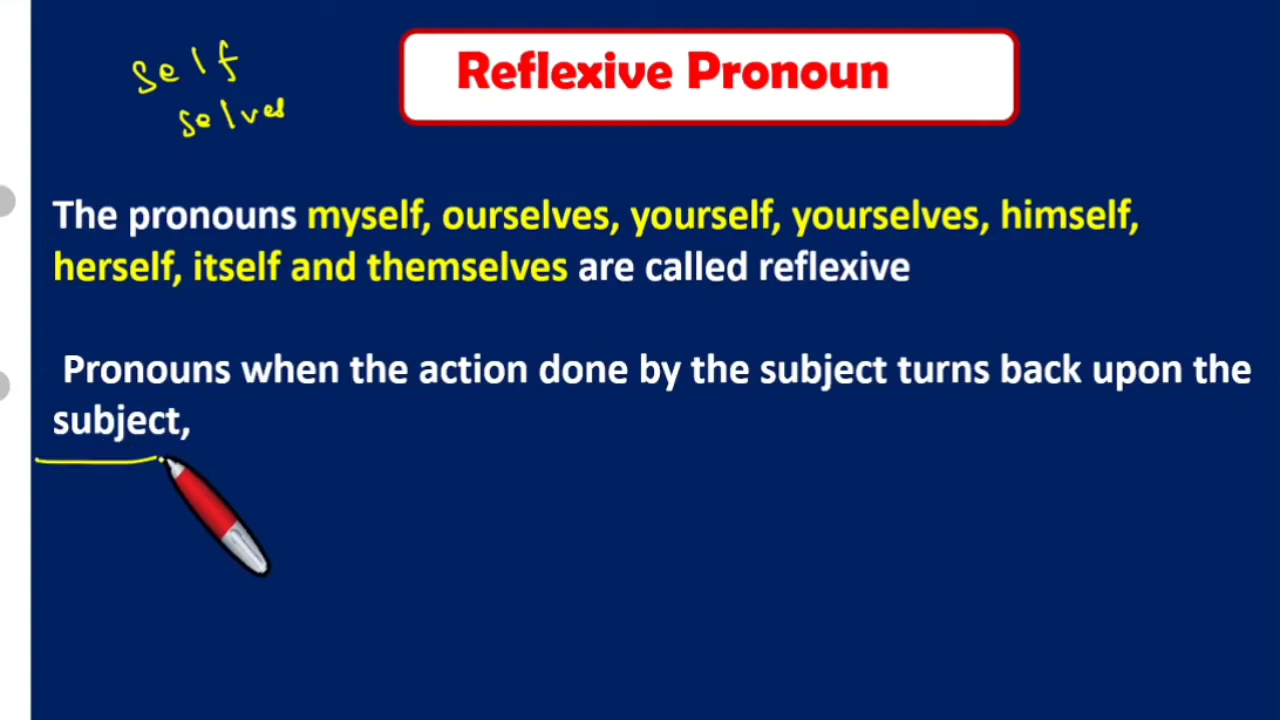 Self
selves
Reflexive Pronoun
The pronouns myself, ourselves, yourself, yourselves, himself,
herself, itself and themselves are called reflexive
Pronouns when the action done by the subject turns back upon the
subject,